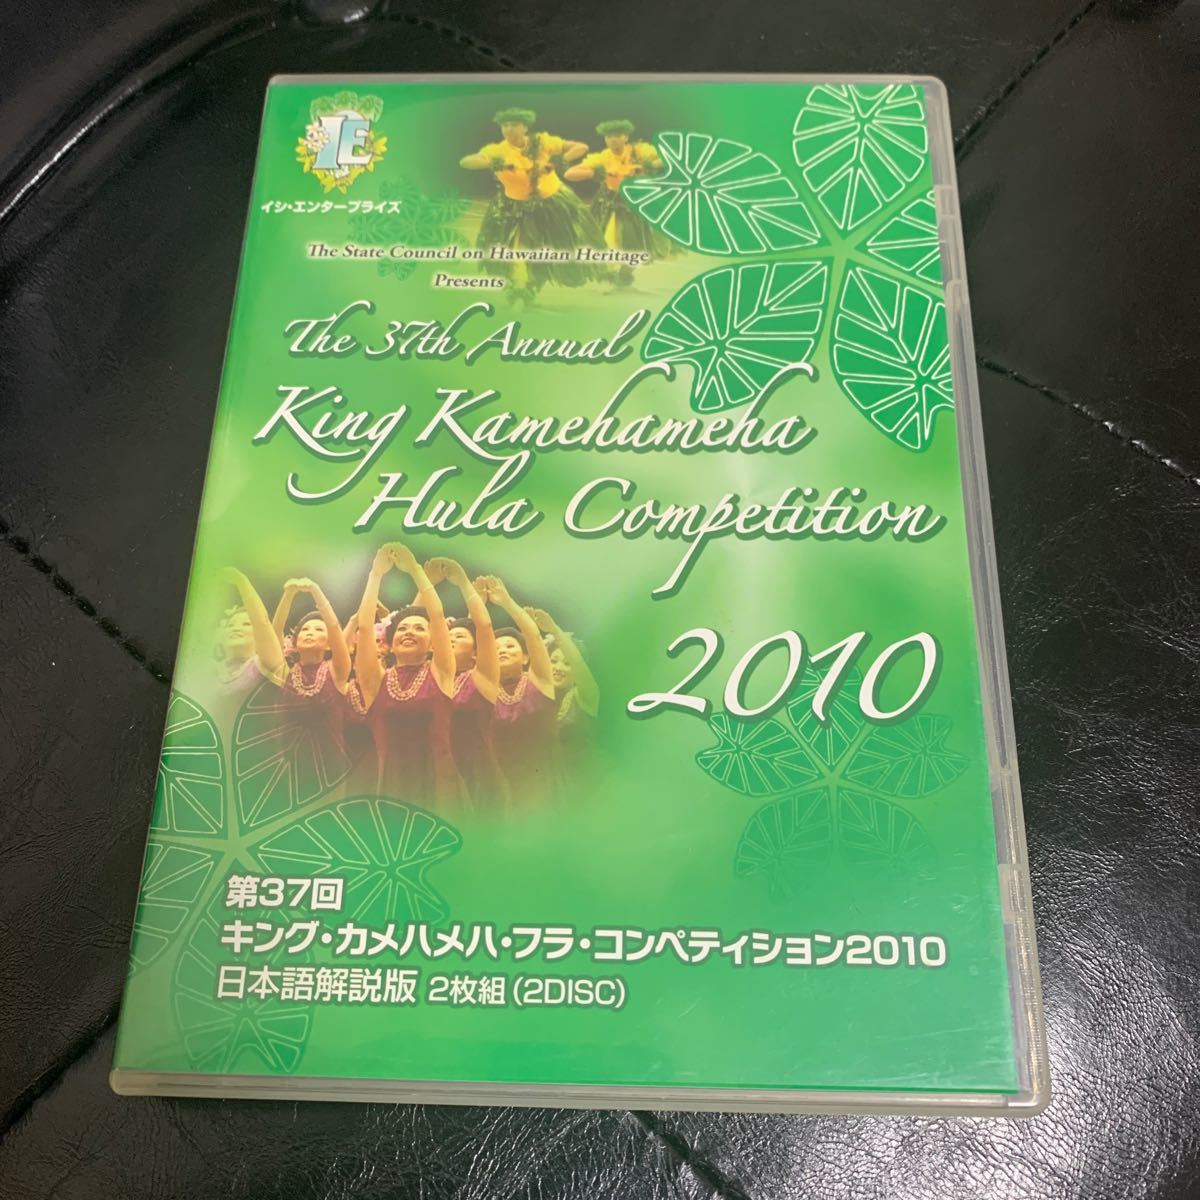 IE
イシ・エンタープライズ
The State Council on Hawaiian Heritage
Presents
The 37th Annual
King Kamehameha
Hula Competition
2010
第37回
キング・カメハメハ・フラ・コンペティション2010
日本語解説版 2枚組(2DISC)